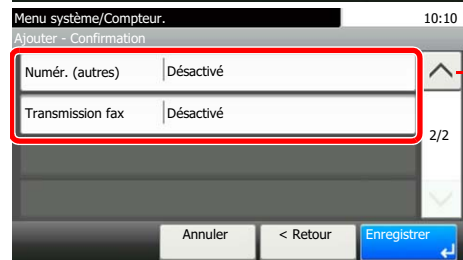 Menu système/Compteur. 10:10
Ajouter - Confirmation
Numér. (autres) Désactivé
Transmission fax Désactivé
2/2
Annuler < Retour Enregistrer